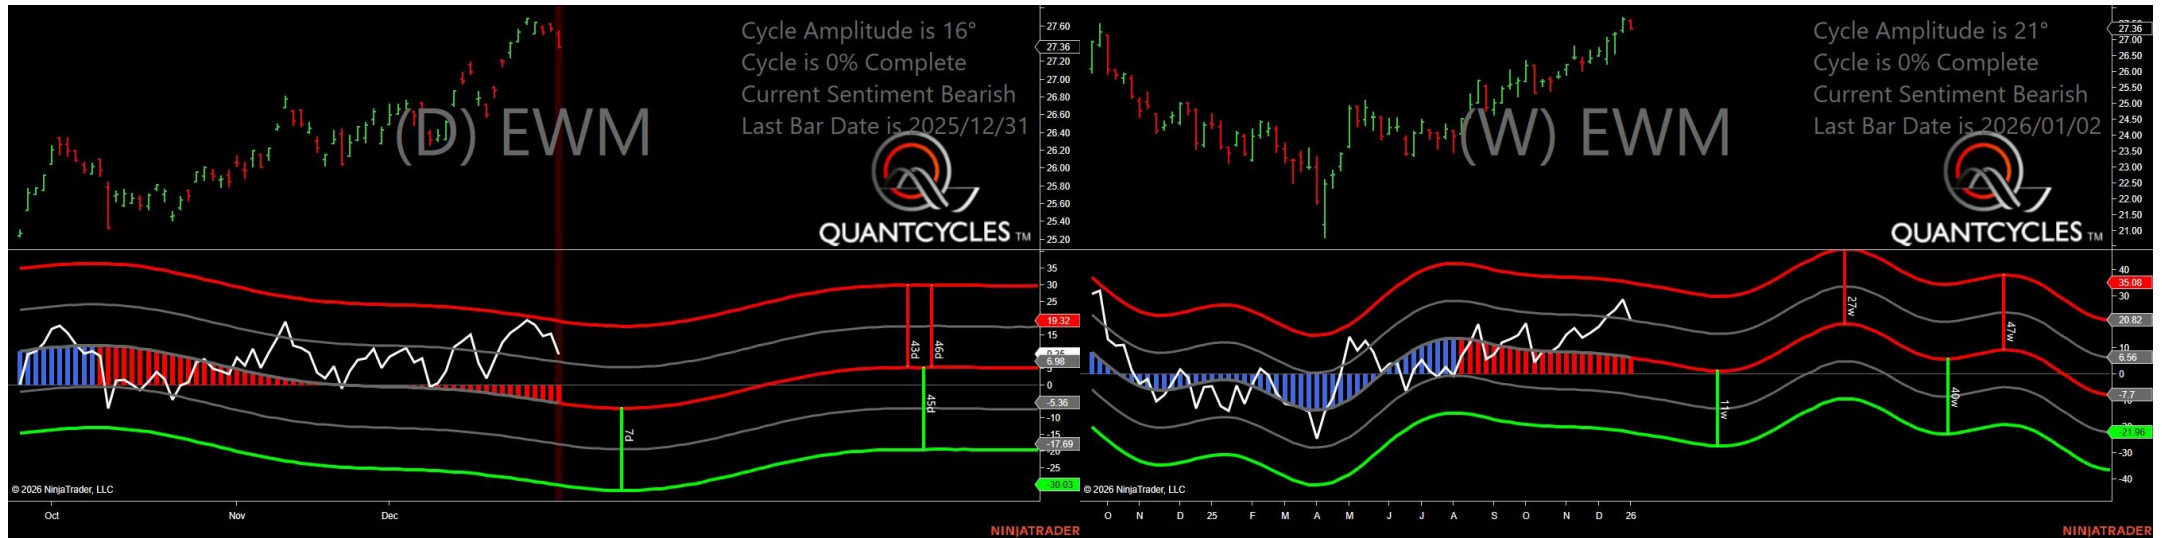 Cycle Amplitude is 16°
Cycle is 0% Complete
Current Sentiment Bearish
Last Bar Date is 2025/12/31
(D) EWM
QUANTCYCLES TM
27.60
27.36
27.20
27.00
26.80
26.60
26.40
26.20
26.00
25.80
25.60
25.40
25.20
35
30
25
19.32
15
6.98
5
0
-5.36
-10
-15
-17.69
-20
-25
-30.03
7d
43d
46d
45d
© 2026 NinjaTrader, LLC
Oct
Nov
Dec
NINJATRADER
Cycle Amplitude is 21°
Cycle is 0% Complete
Current Sentiment Bearish
Last Bar Date is 2026/01/02
(W) EWM
QUANTCYCLES TM
27.36
27.00
26.50
26.00
25.50
25.00
24.50
24.00
23.50
23.00
22.50
22.00
21.50
21.00
40
35.08
30
20.82
10
6.56
0
-7.7
-21.96
-30
-40
11w
27w
40w
47w
© 2026 NinjaTrader, LLC
O N D 25 F M A M J J A S O N D 26
NINJATRADER